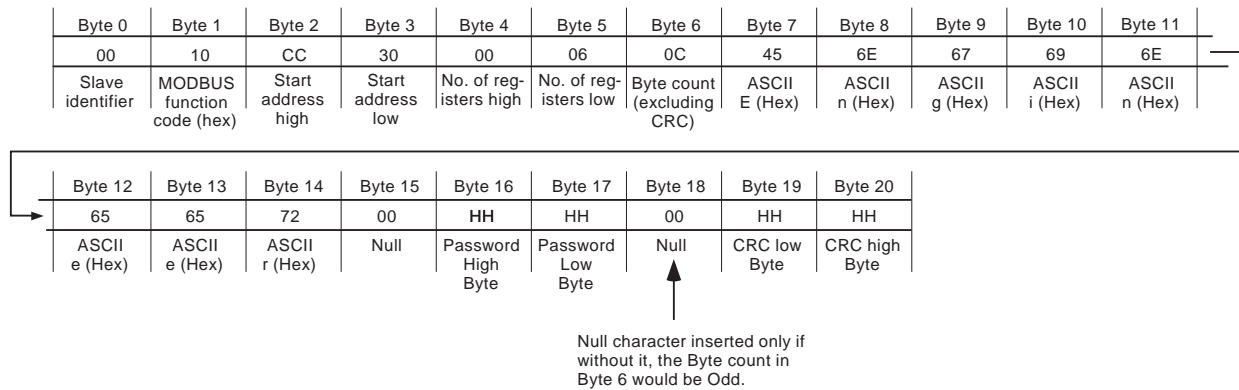 Byte 0 Byte 1 Byte 2 Byte 3 Byte 4 Byte 5 Byte 6 Byte 7 Byte 8 Byte 9 Byte 10 Byte 11
00 10 CC 30 00 06 0C 45 6E 67 69 6E
Slave MODBUS Start Start No. of reg- No. of reg- Byte count ASCII ASCII ASCII ASCII ASCII
identifier function address address isters high isters low (excluding E (Hex) n (Hex) g (Hex) i (Hex) n (Hex)
code (hex) high low CRC)
Byte 12 Byte 13 Byte 14 Byte 15 Byte 16 Byte 17 Byte 18 Byte 19 Byte 20
65 65 72 00 HH HH 00 HH HH
ASCII ASCII ASCII Null Password Password Null CRC low CRC high
e (Hex) e (Hex) r (Hex) High Low Byte Byte
Byte Byte
Null character inserted only if
without it, the Byte count in
Byte 6 would be Odd.